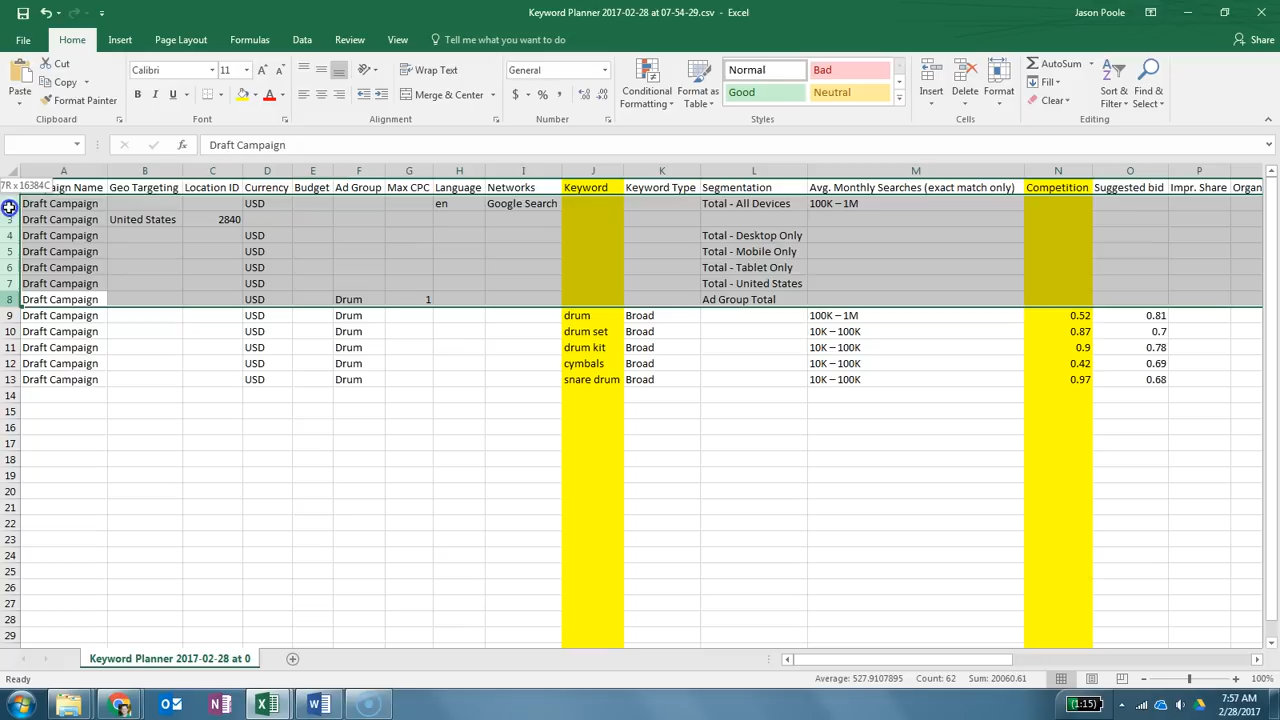 Keyword Planner 2017-02-28 at 07-54-29.csv - Excel
Jason Poole
File Home Insert Page Layout Formulas Data Review View Tell me what you want to do Share
Paste Cut Copy Format Painter Clipboard
Calibri 11 B I U A Font
Wrap Text Merge & Center Alignment
General $ % , Number
Conditional Formatting Format as Table
Normal Bad Good Neutral Styles
Insert Delete Format Cells
AutoSum Fill Clear Sort & Filter Find & Select Editing
fx Draft Campaign
A B C D E F G H I J K L M N O P
7R x 16384C
aign Name Geo Targeting Location ID Currency Budget Ad Group Max CPC Language Networks Keyword Keyword Type Segmentation Avg. Monthly Searches (exact match only) Competition Suggested bid Impr. Share Organ
Draft Campaign USD en Google Search Total - All Devices 100K – 1M
3 Draft Campaign United States 2840
4 Draft Campaign USD Total - Desktop Only
5 Draft Campaign USD Total - Mobile Only
6 Draft Campaign USD Total - Tablet Only
7 Draft Campaign USD Total - United States
8 Draft Campaign USD Drum 1 Ad Group Total
9 Draft Campaign USD Drum drum Broad 100K – 1M 0.52 0.81
10 Draft Campaign USD Drum drum set Broad 10K – 100K 0.87 0.7
11 Draft Campaign USD Drum drum kit Broad 10K – 100K 0.9 0.78
12 Draft Campaign USD Drum cymbals Broad 10K – 100K 0.42 0.69
13 Draft Campaign USD Drum snare drum Broad 10K – 100K 0.97 0.68
14
15
16
17
18
19
20
21
22
23
24
25
26
27
28
29
Keyword Planner 2017-02-28 at 0
Ready Average: 527.9107895 Count: 62 Sum: 20060.61 100%
(1:15) 7:57 AM
2/28/2017